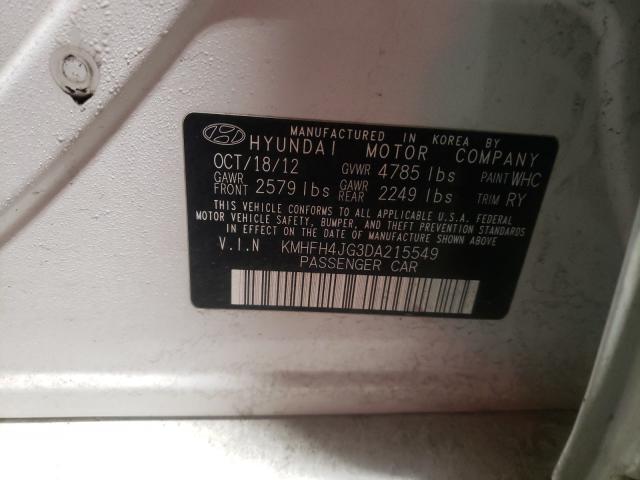 MANUFACTURED IN KOREA BY
HYUNDAI MOTOR COMPANY
OCT/18/12 GVWR 4785 lbs PAINT WHC
GAWR FRONT 2579 lbs GAWR REAR 2249 lbs TRIM RY
THIS VEHICLE CONFORMS TO ALL APPLICABLE U.S.A. FEDERAL
MOTOR VEHICLE SAFETY, BUMPER, AND THEFT PREVENTION STANDARDS
IN EFFECT ON THE DATE OF MANUFACTURE SHOWN ABOVE.
V.I.N KMHFH4JG3DA215549
PASSENGER CAR